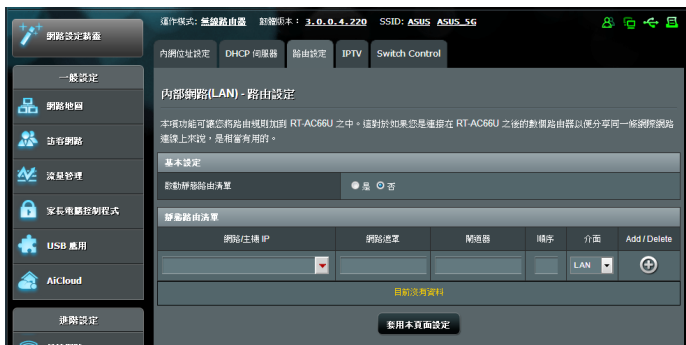 網路設定精靈
一般設定
網路地圖
訪客網路
流量管理
家長電腦控制程式
USB 應用
AiCloud
進階設定
運作模式: 無線路由器 韌體版本: 3.0.0.4.220 SSID: ASUS ASUS_5G
內網位址設定 DHCP 伺服器 路由設定 IPTV Switch Control
內部網路(LAN) - 路由設定
本項功能可讓您將路由規則加到 RT-AC66U 之中。這對於如果您是連接在 RT-AC66U 之後的數個路由器以便分享同一條網際網路
連線上來說，是相當有用的。
基本設定
啟動靜態路由清單 是 否
靜態路由清單
網路/主機 IP 網路遮罩 閘道器 順序 介面 Add / Delete
LAN
目前沒有資料
套用本頁面設定